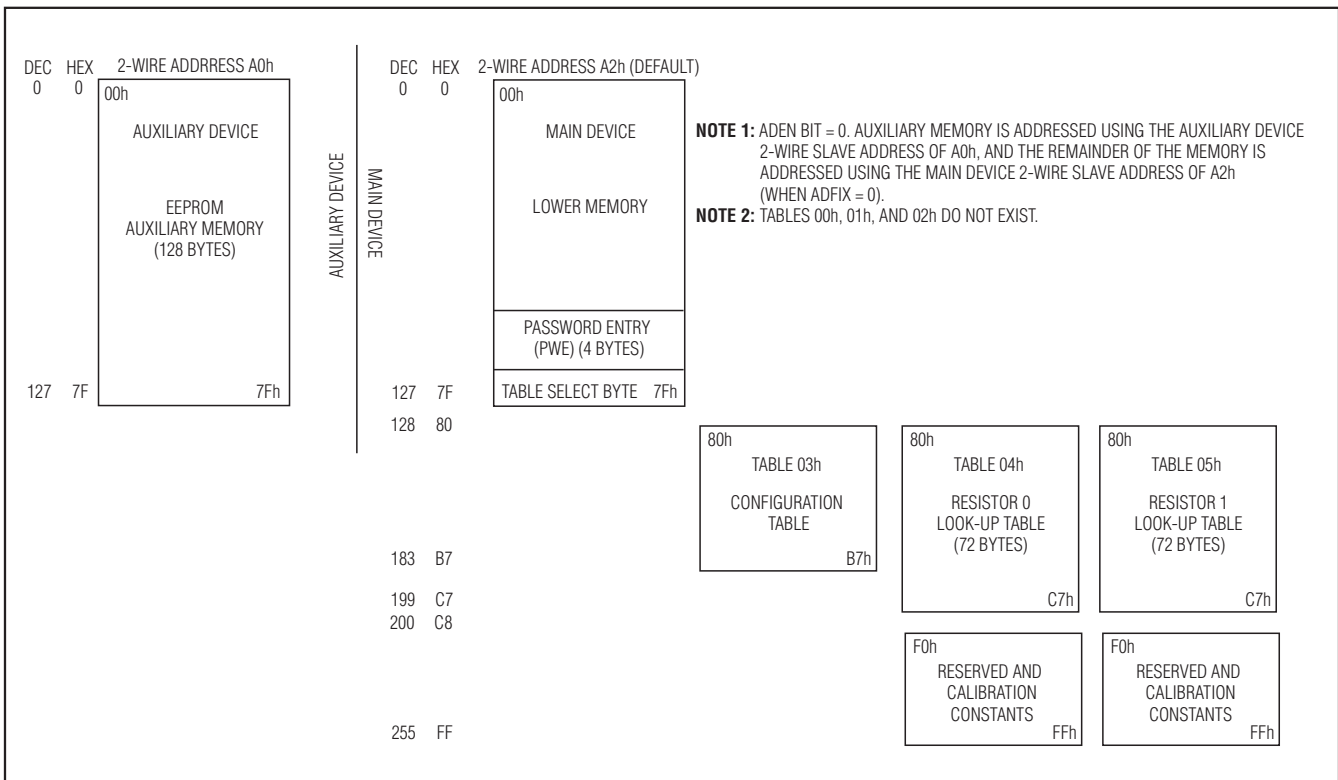 DEC HEX 2-WIRE ADDRRESS A0h
0 0
00h
AUXILIARY DEVICE
EEPROM
AUXILIARY MEMORY
(128 BYTES)
127 7F
7Fh
AUXILIARY DEVICE
MAIN DEVICE
DEC HEX 2-WIRE ADDRESS A2h (DEFAULT)
0 0
00h
MAIN DEVICE
LOWER MEMORY
PASSWORD ENTRY
(PWE) (4 BYTES)
127 7F
TABLE SELECT BYTE 7Fh
128 80
183 B7
199 C7
200 C8
255 FF
NOTE 1: ADEN BIT = 0. AUXILIARY MEMORY IS ADDRESSED USING THE AUXILIARY DEVICE
2-WIRE SLAVE ADDRESS OF A0h, AND THE REMAINDER OF THE MEMORY IS
ADDRESSED USING THE MAIN DEVICE 2-WIRE SLAVE ADDRESS OF A2h
(WHEN ADFIX = 0).
NOTE 2: TABLES 00h, 01h, AND 02h DO NOT EXIST.
80h
TABLE 03h
CONFIGURATION
TABLE
B7h
80h
TABLE 04h
RESISTOR 0
LOOK-UP TABLE
(72 BYTES)
C7h
80h
TABLE 05h
RESISTOR 1
LOOK-UP TABLE
(72 BYTES)
C7h
F0h
RESERVED AND
CALIBRATION
CONSTANTS
FFh
F0h
RESERVED AND
CALIBRATION
CONSTANTS
FFh